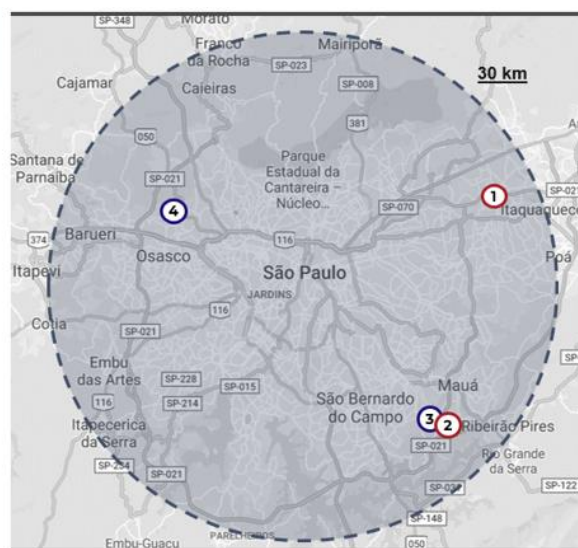 SP-348
Morato
Franco
da Rocha
Mairiporã
SP-023
30 km
Cajamar
Caieiras
SP-008
050
381
Santana de
Parnaíba
Parque
Estadual da
Cantareira –
Núcleo...
SP-021
1
SP-021
4
SP-070
Itaquaquec
374
Barueri
116
Poá
Osasco
Itapevi
São Paulo
JARDINS
116
Cotia
SP-021
Embu
das Artes
SP-228
SP-015
Mauá
116
SP-214
São Bernardo
do Campo
3
2
Ribeirão Pires
Itapecerica
da Serra
SP-021
Rio Grande
da Serra
SP-234
SP-021
SP-122
SP-148
PARELHEIROS
050
Embu-Guaçu